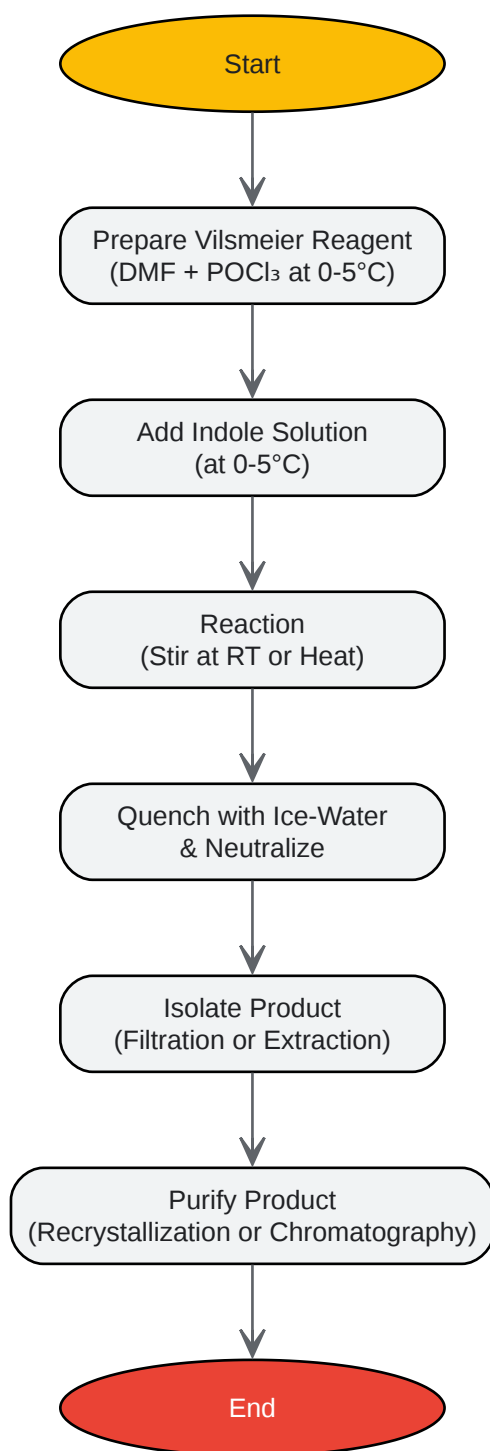 Start
Prepare Vilsmeier Reagent
(DMF + POCl₃ at 0-5°C)
Add Indole Solution
(at 0-5°C)
Reaction
(Stir at RT or Heat)
Quench with Ice-Water
& Neutralize
Isolate Product
(Filtration or Extraction)
Purify Product
(Recrystallization or Chromatography)
End